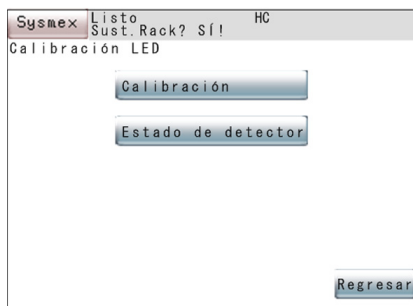 Sysmex Listo HC
Sust.Rack? SÍ!
Calibración LED
Calibración
Estado de detector
Regresar